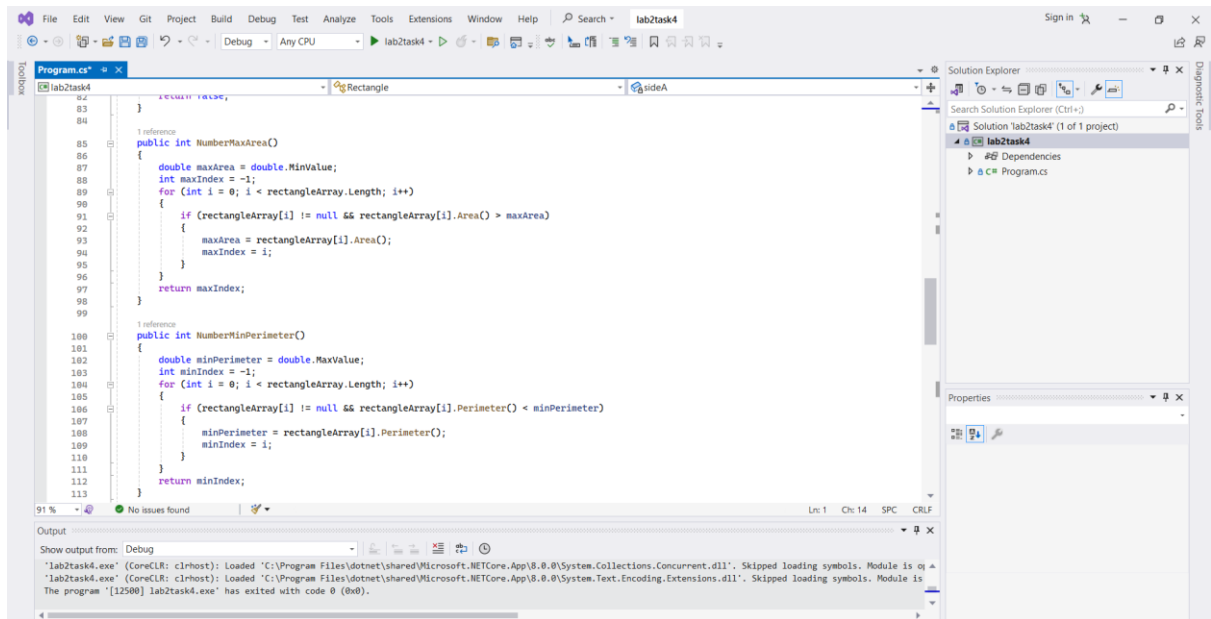 File Edit View Git Project Build Debug Test Analyze Tools Extensions Window Help Search lab2task4 Sign in
Debug Any CPU lab2task4
Toolbox
Program.cs*
lab2task4 Rectangle sideA
82 return false;
83 }
84
1 reference
85 public int NumberMaxArea()
86 {
87 double maxArea = double.MinValue;
88 int maxIndex = -1;
89 for (int i = 0; i < rectangleArray.Length; i++)
90 {
91 if (rectangleArray[i] != null && rectangleArray[i].Area() > maxArea)
92 {
93 maxArea = rectangleArray[i].Area();
94 maxIndex = i;
95 }
96 }
97 return maxIndex;
98 }
99
1 reference
100 public int NumberMinPerimeter()
101 {
102 double minPerimeter = double.MaxValue;
103 int minIndex = -1;
104 for (int i = 0; i < rectangleArray.Length; i++)
105 {
106 if (rectangleArray[i] != null && rectangleArray[i].Perimeter() < minPerimeter)
107 {
108 minPerimeter = rectangleArray[i].Perimeter();
109 minIndex = i;
110 }
111 }
112 return minIndex;
113 }
91 % No issues found Ln: 1 Ch: 14 SPC CRLF
Output
Show output from: Debug
'lab2task4.exe' (CoreCLR: clrhost): Loaded 'C:\Program Files\dotnet\shared\Microsoft.NETCore.App\8.0.0\System.Collections.Concurrent.dll'. Skipped loading symbols. Module is o
'lab2task4.exe' (CoreCLR: clrhost): Loaded 'C:\Program Files\dotnet\shared\Microsoft.NETCore.App\8.0.0\System.Text.Encoding.Extensions.dll'. Skipped loading symbols. Module is
The program '[12500] lab2task4.exe' has exited with code 0 (0x0).
Solution Explorer
Search Solution Explorer (Ctrl+;)
Solution 'lab2task4' (1 of 1 project)
C# lab2task4
Dependencies
C# Program.cs
Properties
Diagnostic Tools